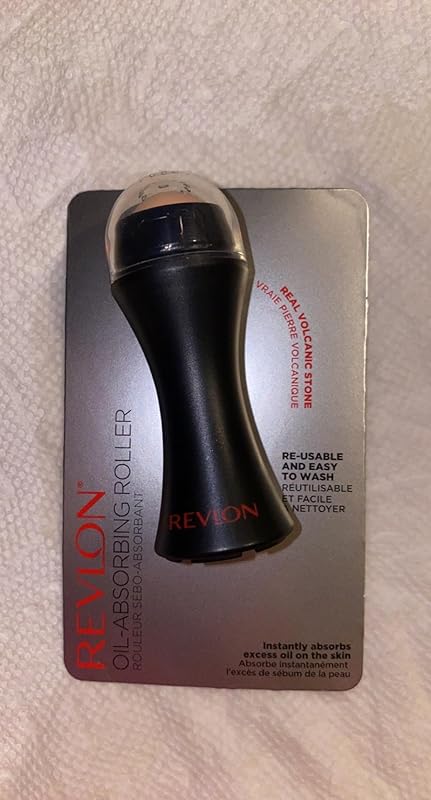 REAL VOLCANIC STONE
VRAIE PIERRE VOLCANIQUE
RE-USABLE
AND EASY
TO WASH
RÉUTILISABLE
ET FACILE
À NETTOYER
REVLON
REVLON®
OIL-ABSORBING ROLLER
ROULEUR SÉBO-ABSORBANT
Instantly absorbs
excess oil on the skin
Absorbe instantanément
l'excès de sébum de la peau